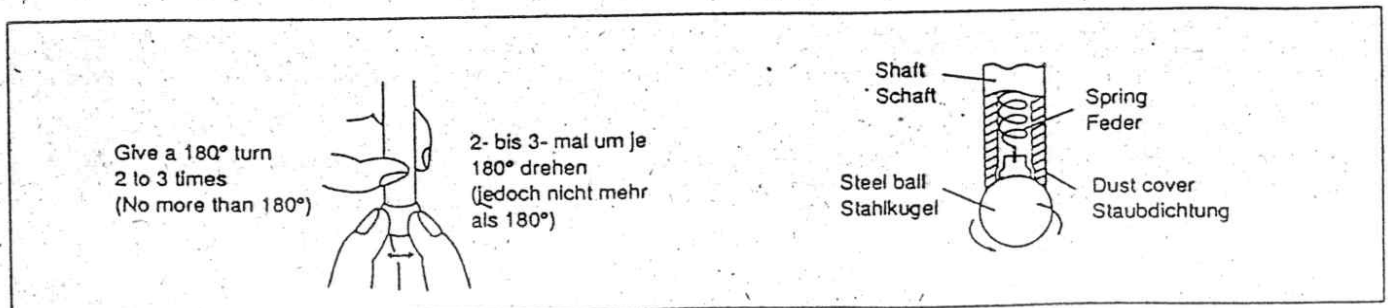 Give a 180° turn
2 to 3 times
(No more than 180°)
2- bis 3- mal um je
180° drehen
(jedoch nicht mehr
als 180°)
Shaft
Schaft
Spring
Feder
Steel ball
Stahlkugel
Dust cover
Staubdichtung